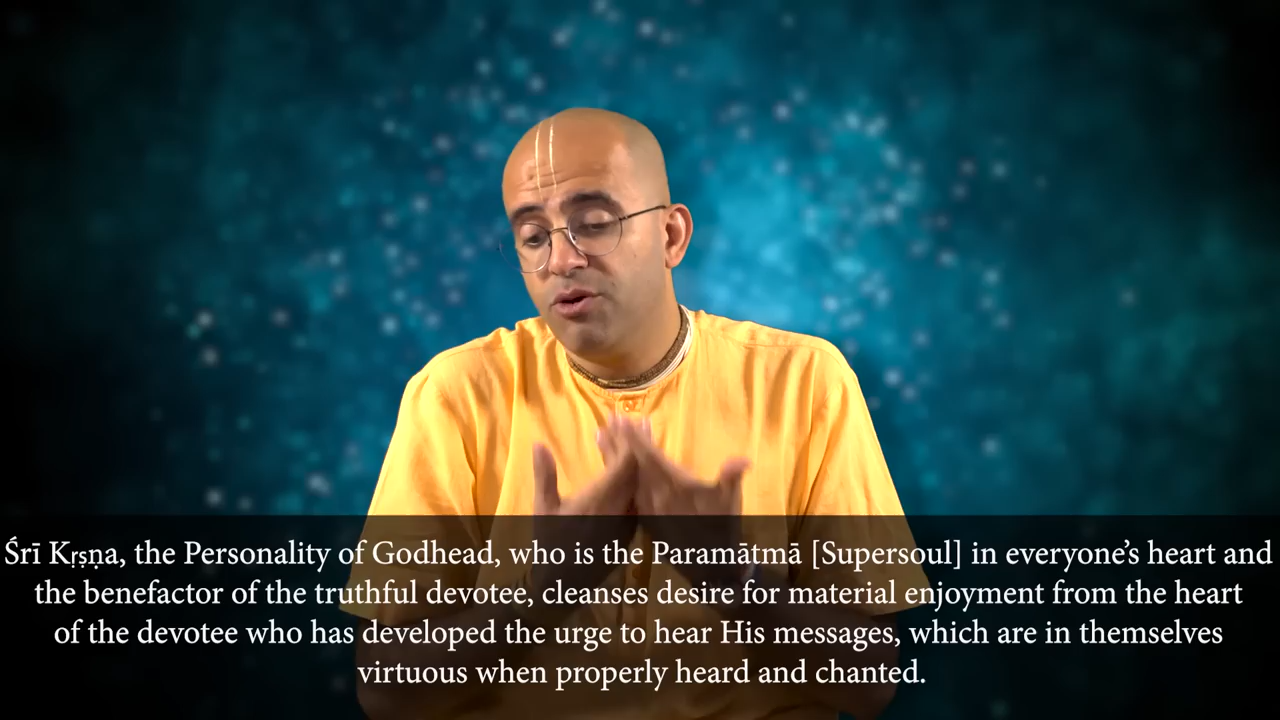 Śrī Kṛṣṇa, the Personality of Godhead, who is the Paramātmā [Supersoul] in everyone’s heart and
the benefactor of the truthful devotee, cleanses desire for material enjoyment from the heart
of the devotee who has developed the urge to hear His messages, which are in themselves
virtuous when properly heard and chanted.